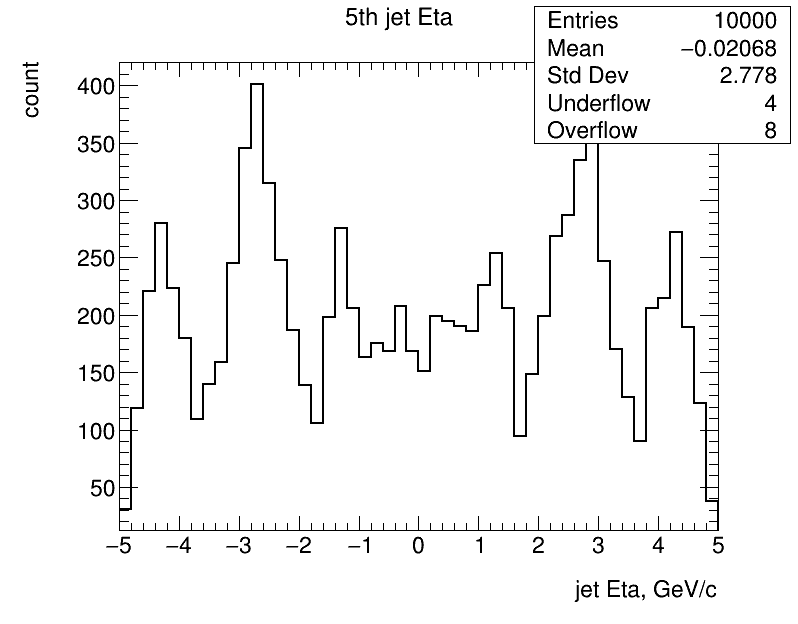 5th jet Eta
Entries 10000
Mean −0.02068
Std Dev 2.778
Underflow 4
Overflow 8
count
400
350
300
250
200
150
100
50
−5 −4 −3 −2 −1 0 1 2 3 4 5
jet Eta, GeV/c